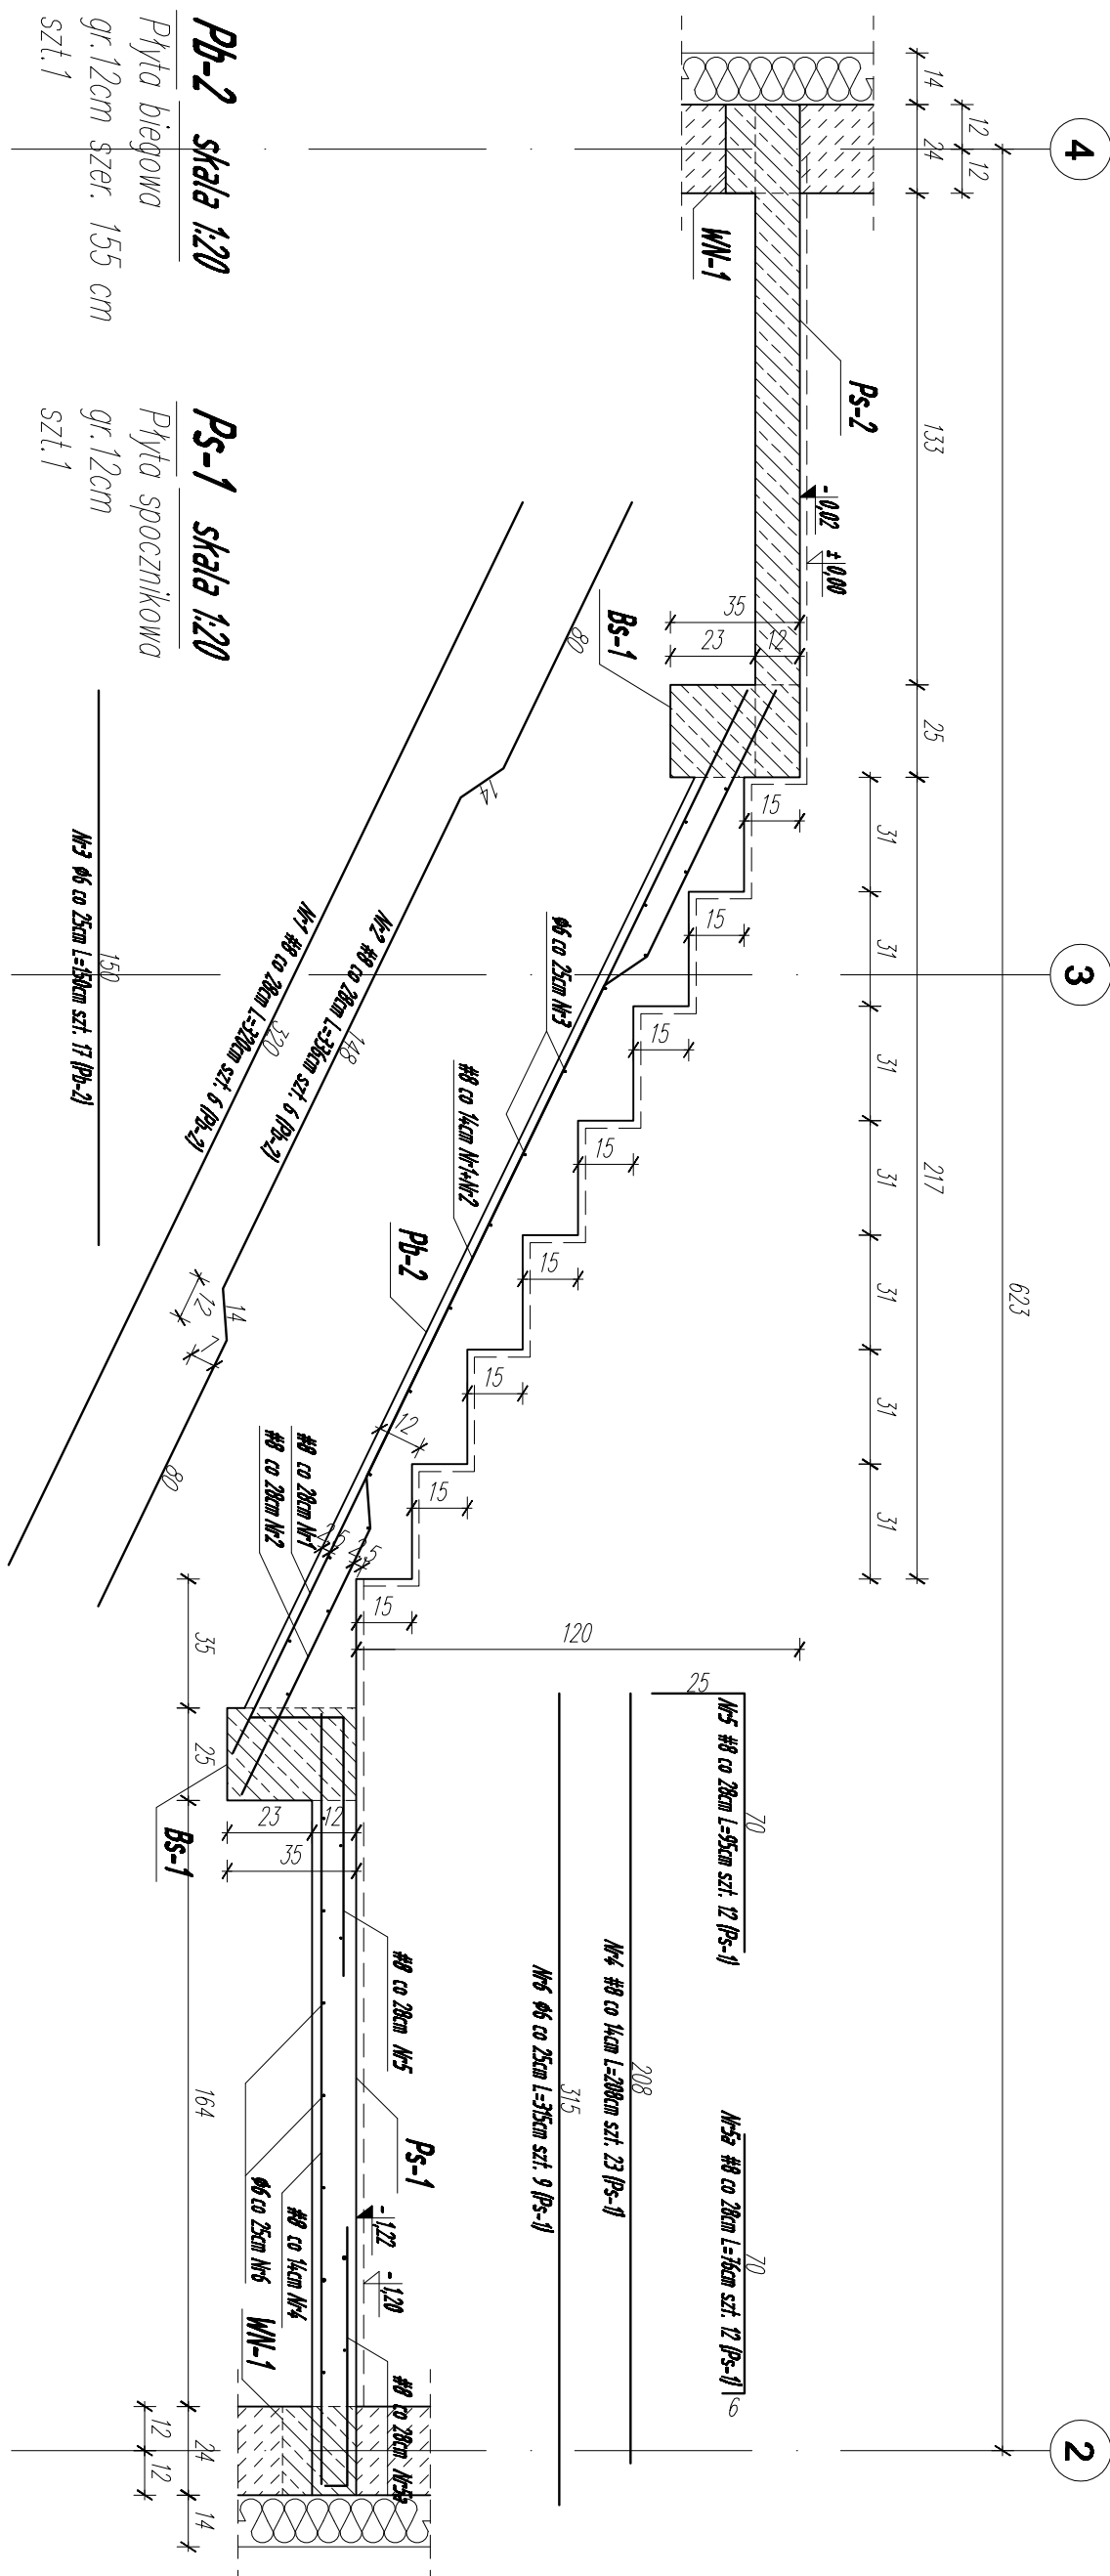 Pb-2 skala 1:20
Płyta biegowa
gr.12cm szer. 155 cm
szt.1
Ps-1 skala 1:20
Płyta spocznikowa
gr.12cm
szt.1
4
3
2
12
12
623
14
24
133
25
217
31
31
31
31
31
31
31
WN-1
Ps-2
- 0,02
± 0,00
35
23
12
Bs-1
15
15
15
15
15
15
15
15
120
80
14
148
14
12
7
80
Nr2 #8 co 28cm L=336cm szt. 6 (Pb-2)
320
Nr1 #8 co 28cm L=320cm szt. 6 (Pb-2)
150
Nr3 ø6 co 25cm L=150cm szt. 17 (Pb-2)
ø6 co 25cm Nr3
#8 co 14cm Nr1+Nr2
Pb-2
12
2,5
2,5
#8 co 28cm Nr1
#8 co 28cm Nr2
35
25
164
24
14
12
12
23
12
35
Bs-1
25
70
Nr5 #8 co 28cm L=95cm szt. 12 (Ps-1)
70
6
Nr5a #8 co 28cm L=76cm szt. 12 (Ps-1)
208
Nr4 #8 co 14cm L=208cm szt. 23 (Ps-1)
315
Nr6 ø6 co 25cm L=315cm szt. 9 (Ps-1)
#8 co 28cm Nr5
Ps-1
- 1,22
- 1,20
#8 co 28cm Nr5a
#8 co 14cm Nr4
ø6 co 25cm Nr6
WN-1